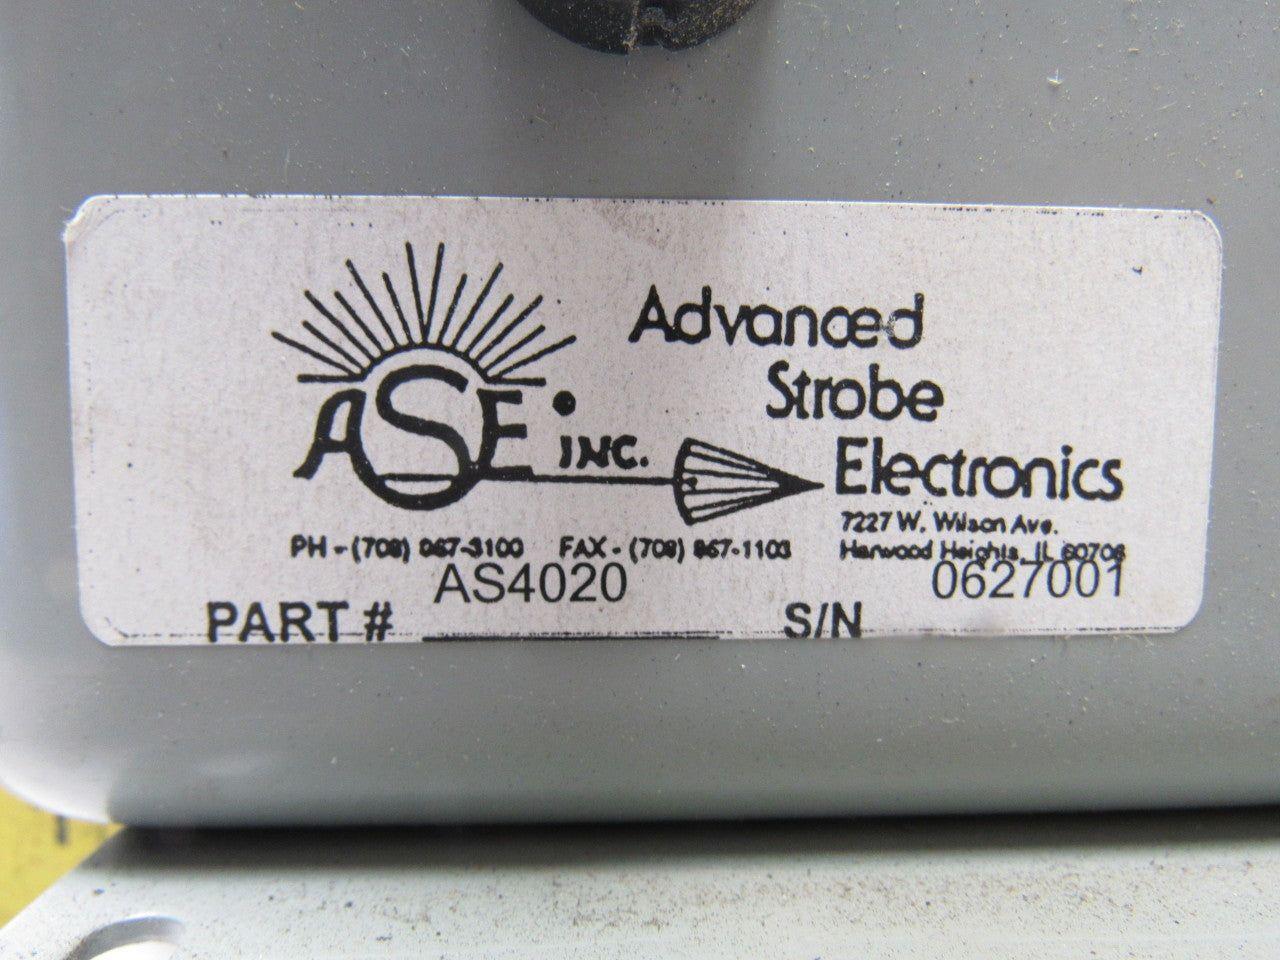 ASE INC.
Advanced
Strobe
Electronics
7227 W. Wilson Ave.
Harwood Heights, IL 60706
PH - (708) 867-3100 FAX - (708) 867-1103
PART # AS4020
S/N 0627001